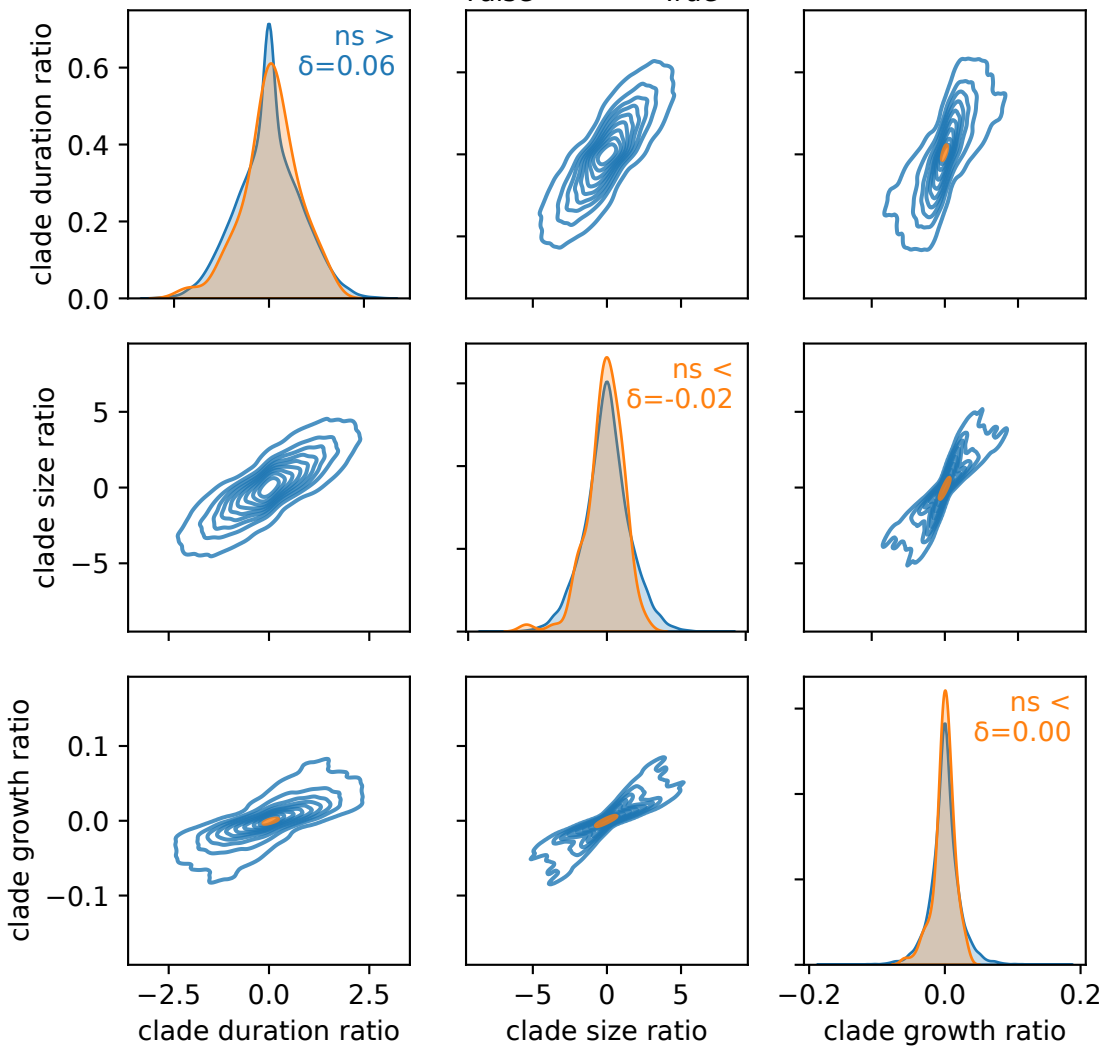 clade duration ratio
0.6
0.4
0.2
0.0
ns >
δ=0.06
clade size ratio
5
0
−5
ns <
δ=-0.02
clade growth ratio
0.1
0.0
−0.1
ns <
δ=0.00
−2.5 0.0 2.5
−5 0 5
−0.2 0.0 0.2
clade duration ratio
clade size ratio
clade growth ratio